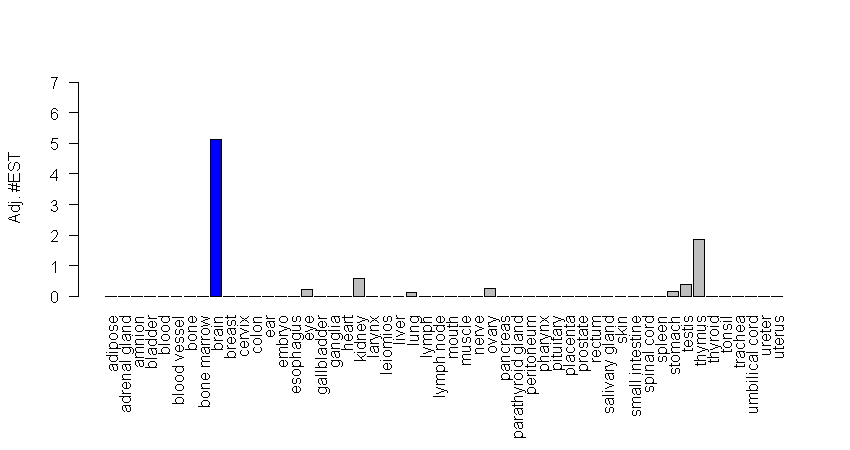 Adj. #EST
7
6
5
4
3
2
1
0
adipose
adrenal gland
amnion
bladder
blood
blood vessel
bone
bone marrow
brain
breast
cervix
colon
ear
embryo
esophagus
eye
gallbladder
ganglia
heart
kidney
larynx
leiomios
liver
lung
lymph
lymph node
mouth
muscle
nerve
ovary
pancreas
parathyroid gland
peritoneum
pharynx
pituitary
placenta
prostate
rectum
salivary gland
skin
small intestine
spinal cord
spleen
stomach
testis
thymus
thyroid
tonsil
trachea
umbilical cord
ureter
uterus